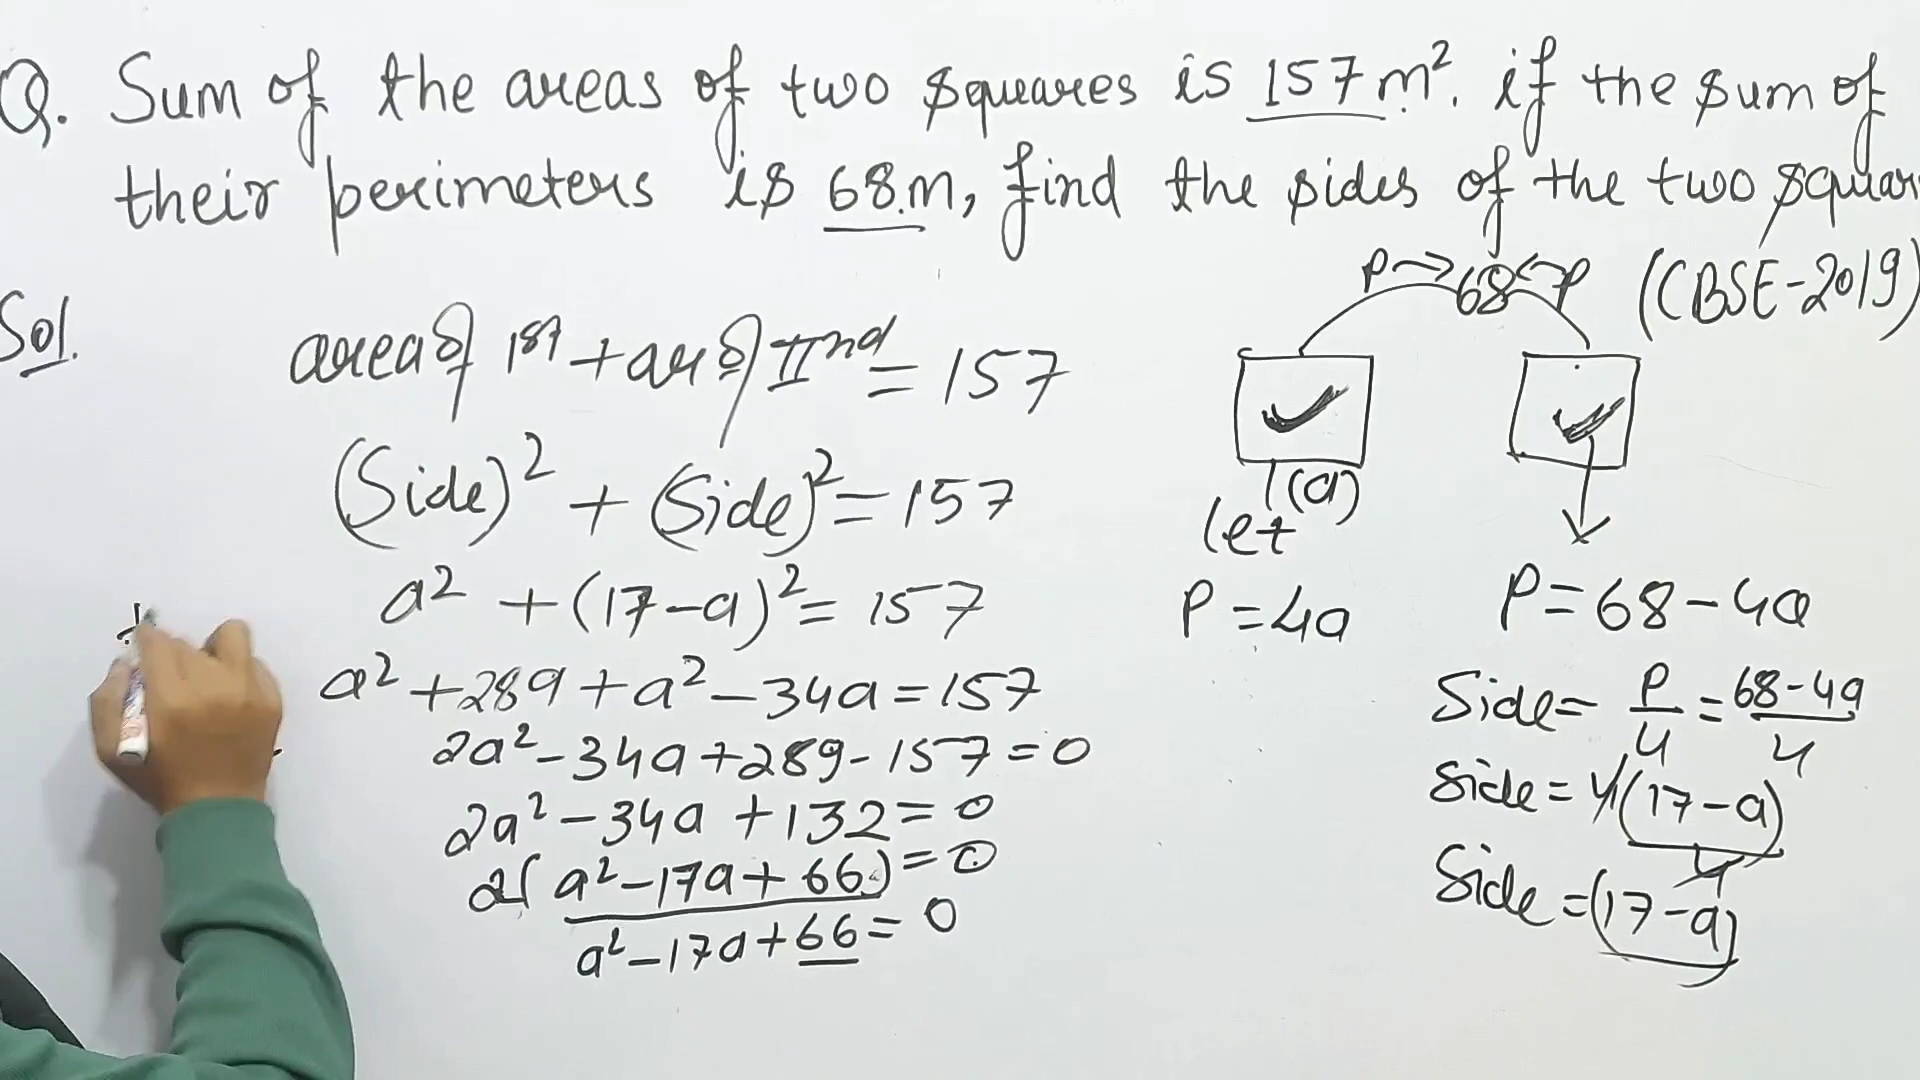 Q. Sum of the areas of two squares is 157 m². if the sum of
their perimeters is 68 m, find the sides of the two squar
(CBSE-2019)
P → 68 ← P
Sol.
area of 1st + ar of IInd = 157
(Side)² + (Side)² = 157
a² + (17-a)² = 157
a² + 289 + a² - 34a = 157
2a² - 34a + 289 - 157 = 0
2a² - 34a + 132 = 0
2(a² - 17a + 66) = 0
a² - 17a + 66 = 0
let (a)
P = 4a
P = 68 - 4a
Side = P/4 = 68-4a/4
Side = 4(17-a)/4
Side = (17-a)